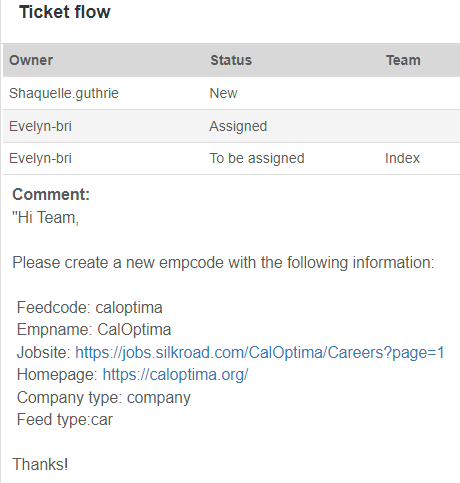 Ticket flow
Owner Status Team
Shaquelle.guthrie New
Evelyn-bri Assigned
Evelyn-bri To be assigned Index
Comment:
"Hi Team,
Please create a new empcode with the following information:
Feedcode: caloptima
Empname: CalOptima
Jobsite: https://jobs.silkroad.com/CalOptima/Careers?page=1
Homepage: https://caloptima.org/
Company type: company
Feed type:car
Thanks!